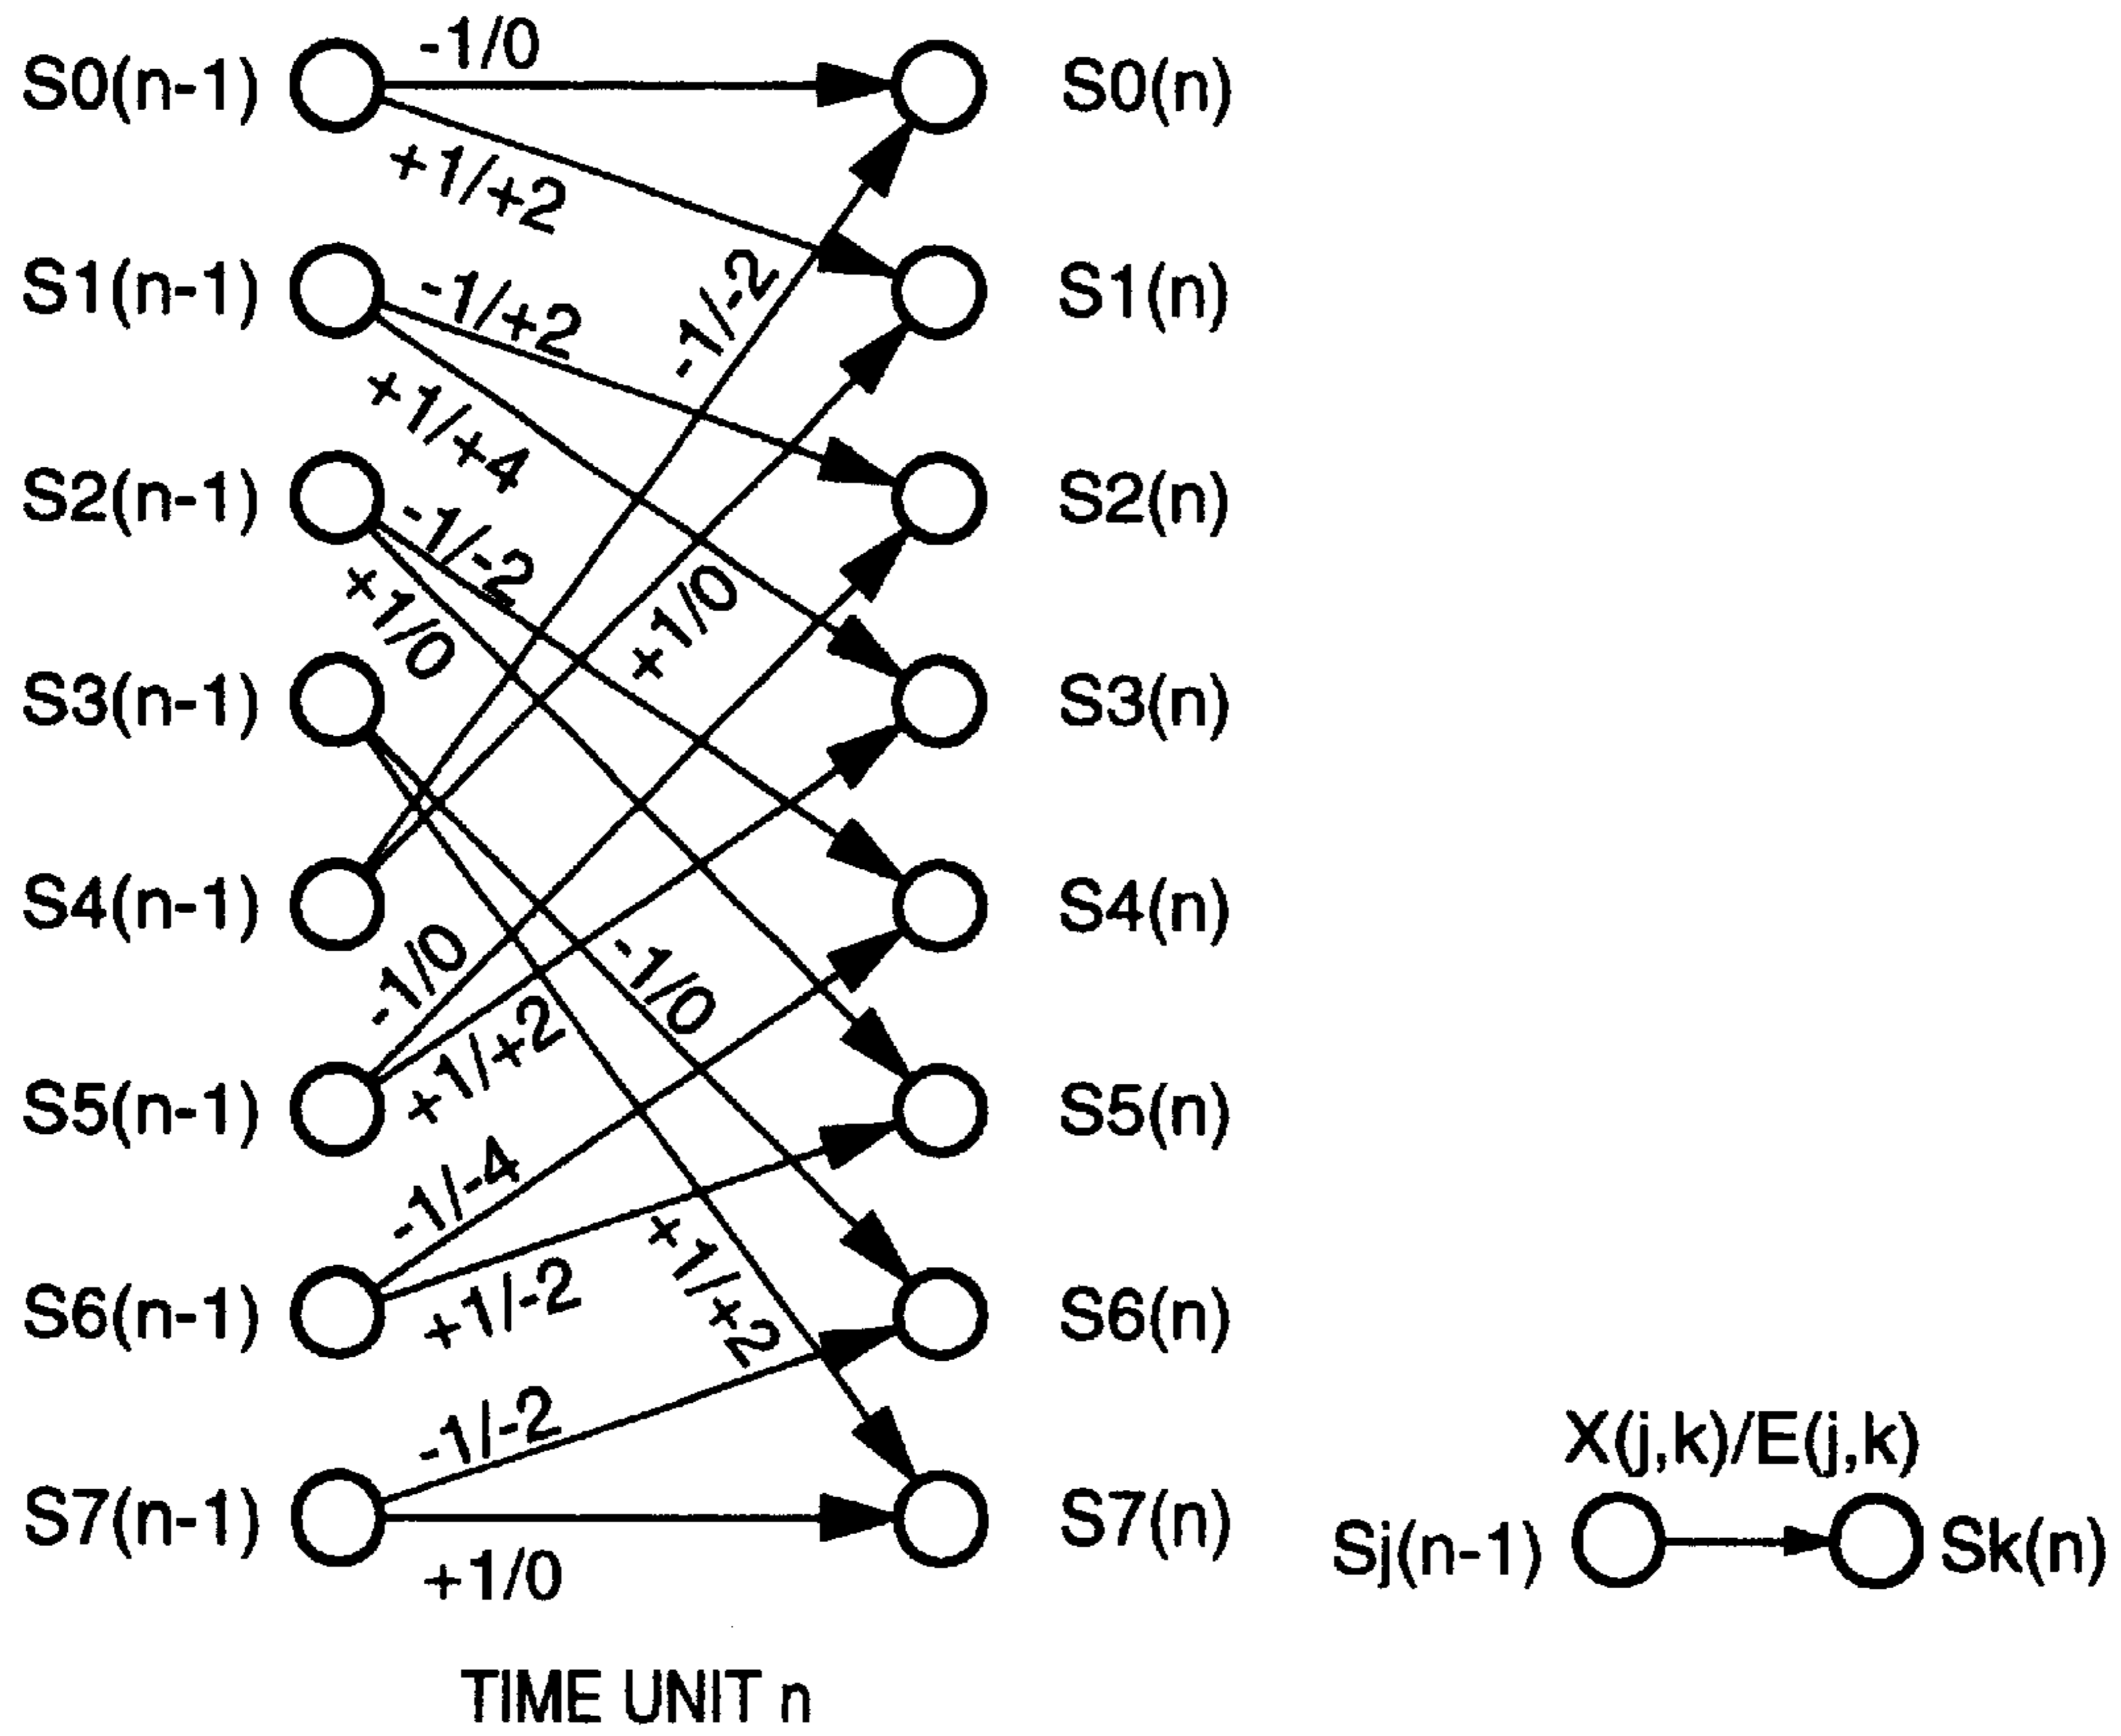 S0(n-1)
-1/0
S0(n)
+1/+2
S1(n-1)
-1/+2
-1/-2
S1(n)
+1/+4
S2(n-1)
-1/-2
S2(n)
+1/0
+1/0
S3(n-1)
S3(n)
S4(n-1)
-1/0
-1/0
S4(n)
S5(n-1)
+1/+2
S5(n)
-1/-4
S6(n-1)
+1/-2
+1/+2
S6(n)
-1/-2
S7(n-1)
S7(n)
+1/0
X(j,k)/E(j,k)
Sj(n-1)
Sk(n)
TIME UNIT n